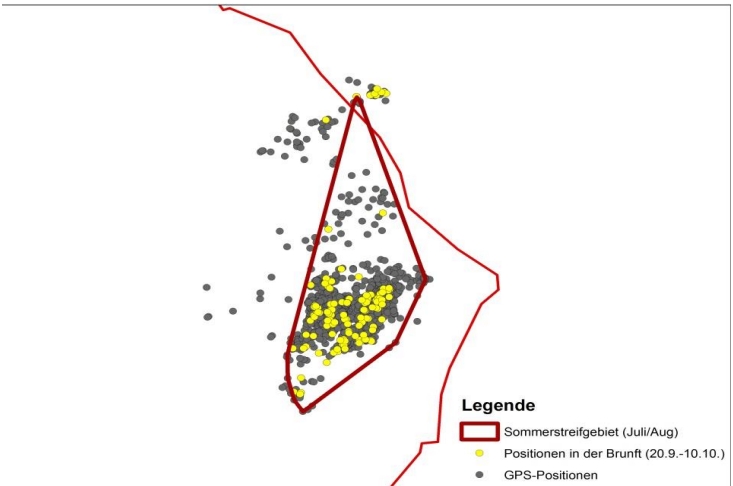 Legende
Sommerstreifgebiet (Juli/Aug)
Positionen in der Brunft (20.9.-10.10.)
GPS-Positionen